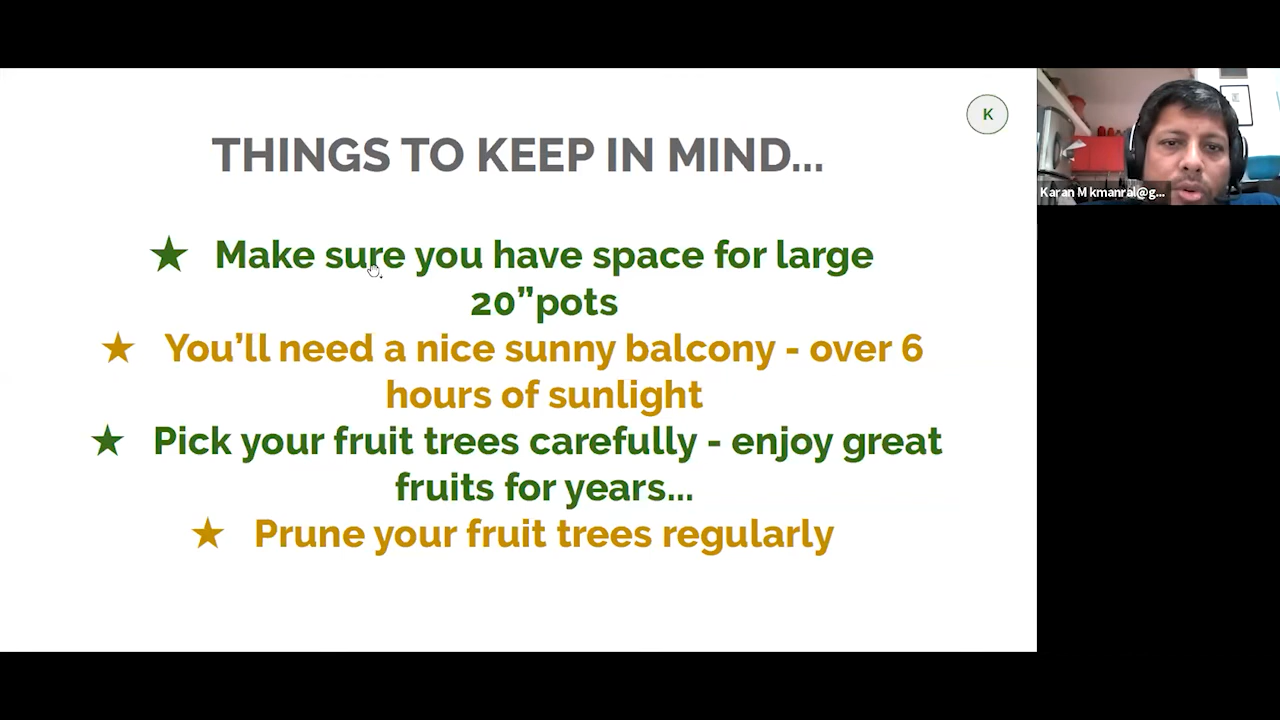 K
THINGS TO KEEP IN MIND...
Karan M kmanral@g...
★ Make sure you have space for large
20”pots
★ You’ll need a nice sunny balcony - over 6
hours of sunlight
★ Pick your fruit trees carefully - enjoy great
fruits for years...
★ Prune your fruit trees regularly